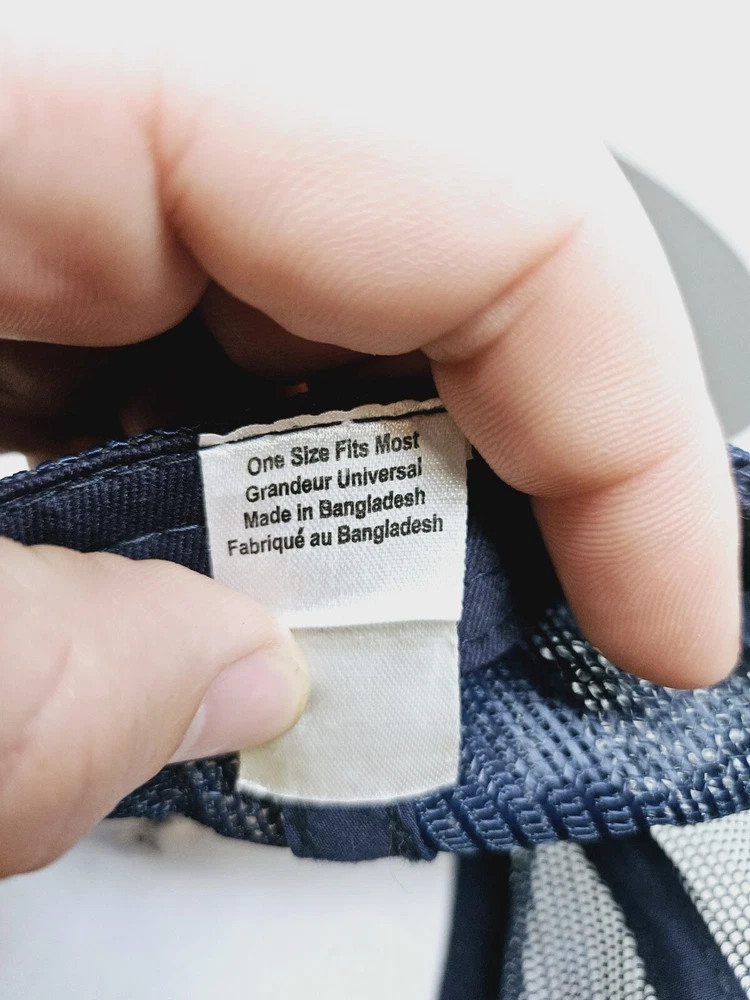 One Size Fits Most
Grandeur Universal
Made in Bangladesh
Fabriqué au Bangladesh